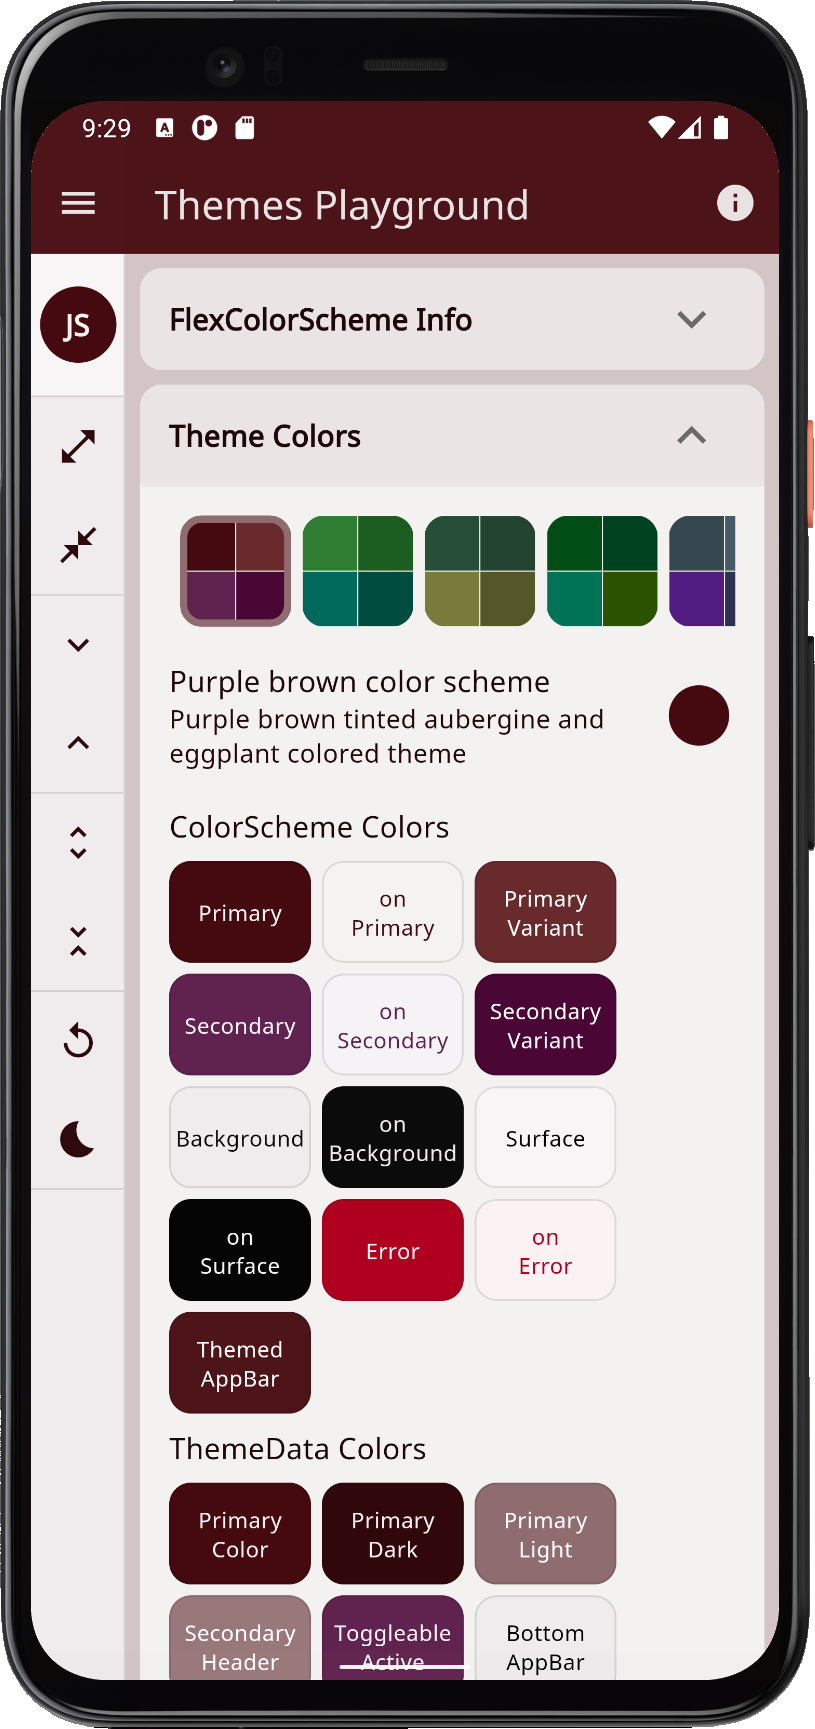 9:29
A
Themes Playground
JS
FlexColorScheme Info
Theme Colors
Purple brown color scheme
Purple brown tinted aubergine and
eggplant colored theme
ColorScheme Colors
Primary
on
Primary
Primary
Variant
Secondary
on
Secondary
Secondary
Variant
Background
on
Background
Surface
on
Surface
Error
on
Error
Themed
AppBar
ThemeData Colors
Primary
Color
Primary
Dark
Primary
Light
Secondary
Header
Toggleable
Active
Bottom
AppBar